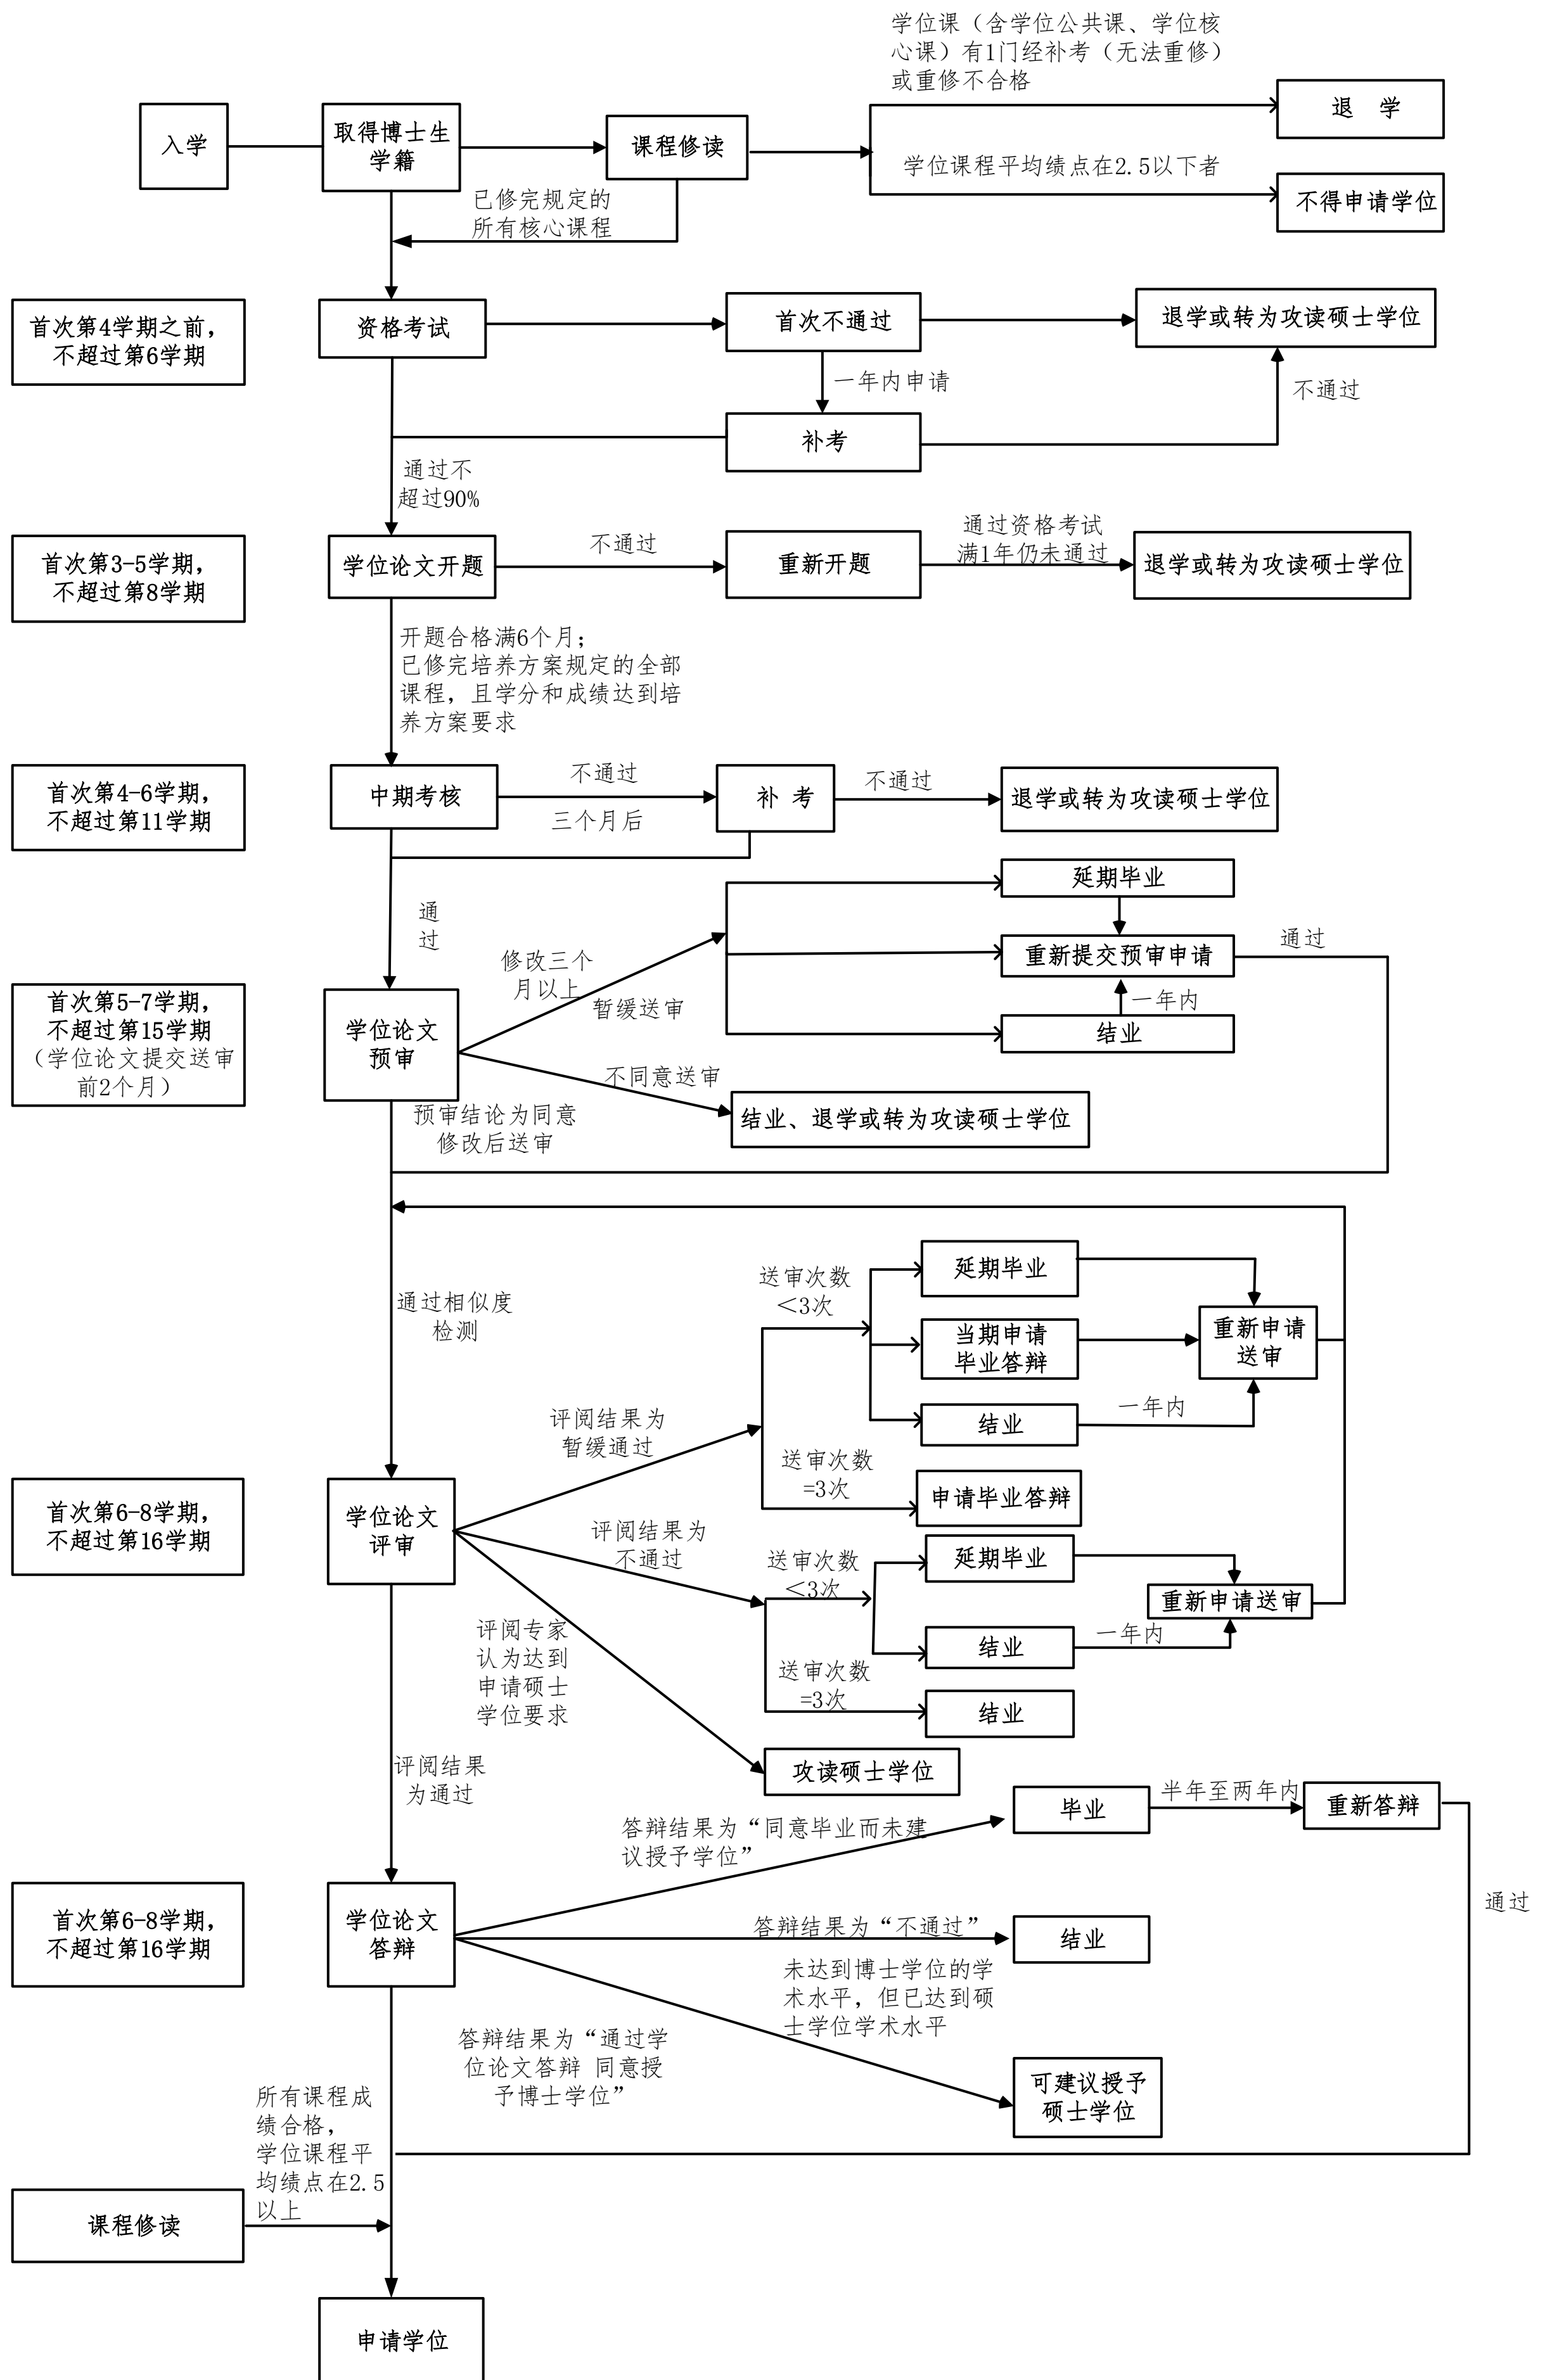 学位课（含学位公共课、学位核
心课）有1门经补考（无法重修）
或重修不合格
入学
取得博士生
学籍
课程修读
退 学
学位课程平均绩点在2.5以下者
不得申请学位
已修完规定的
所有核心课程
首次第4学期之前，
不超过第6学期
资格考试
首次不通过
退学或转为攻读硕士学位
一年内申请
不通过
补考
通过不
超过90%
首次第3-5学期，
不超过第8学期
学位论文开题
不通过
重新开题
通过资格考试
满1年仍未通过
退学或转为攻读硕士学位
开题合格满6个月；
已修完培养方案规定的全部
课程，且学分和成绩达到培
养方案要求
首次第4-6学期，
不超过第11学期
中期考核
不通过
三个月后
补 考
不通过
退学或转为攻读硕士学位
通
过
延期毕业
修改三个
月以上
暂缓送审
重新提交预审申请
通过
一年内
结业
首次第5-7学期，
不超过第15学期
（学位论文提交送审
前2个月）
学位论文
预审
不同意送审
结业、退学或转为攻读硕士学位
预审结论为同意
修改后送审
通过相似度
检测
送审次数
＜3次
延期毕业
当期申请
毕业答辩
重新申请
送审
结业
一年内
评阅结果为
暂缓通过
送审次数
=3次
申请毕业答辩
首次第6-8学期，
不超过第16学期
学位论文
评审
评阅结果为
不通过
送审次数
＜3次
延期毕业
重新申请送审
结业
一年内
送审次数
=3次
结业
评阅专家
认为达到
申请硕士
学位要求
攻读硕士学位
评阅结果
为通过
答辩结果为“同意毕业而未建
议授予学位”
毕业
半年至两年内
重新答辩
通过
首次第6-8学期，
不超过第16学期
学位论文
答辩
答辩结果为“不通过”
结业
未达到博士学位的学
术水平，但已达到硕
士学位学术水平
可建议授予
硕士学位
答辩结果为“通过学
位论文答辩 同意授
予博士学位”
所有课程成
绩合格，
学位课程平
均绩点在2.5
以上
课程修读
申请学位